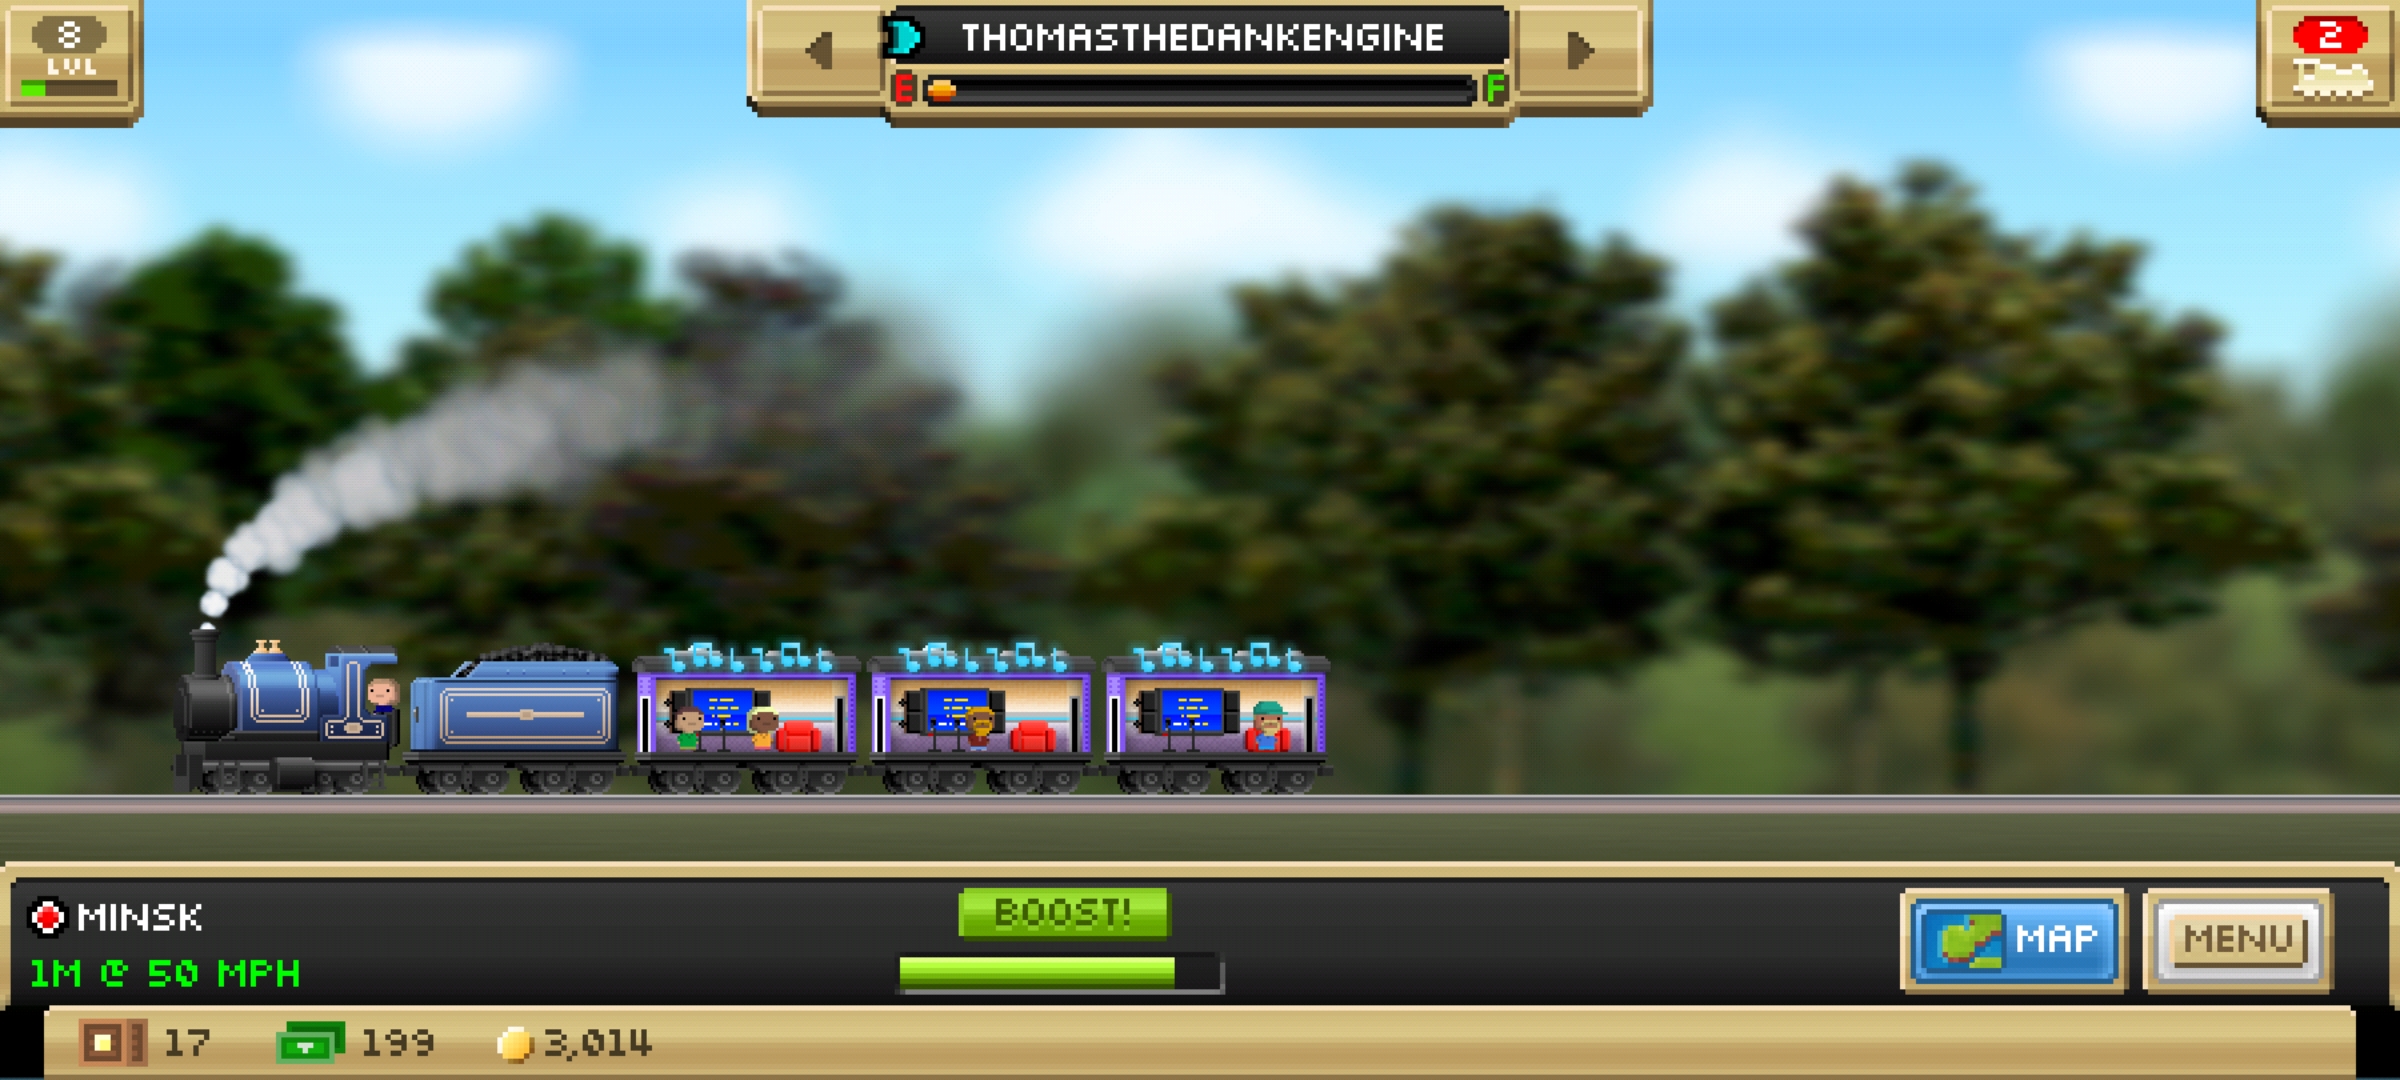 8
LVL
THOMASTHEDANKENGINE
E F
2
MINSK
1M @ 50 MPH
BOOST!
MAP
MENU
17 199 3,014